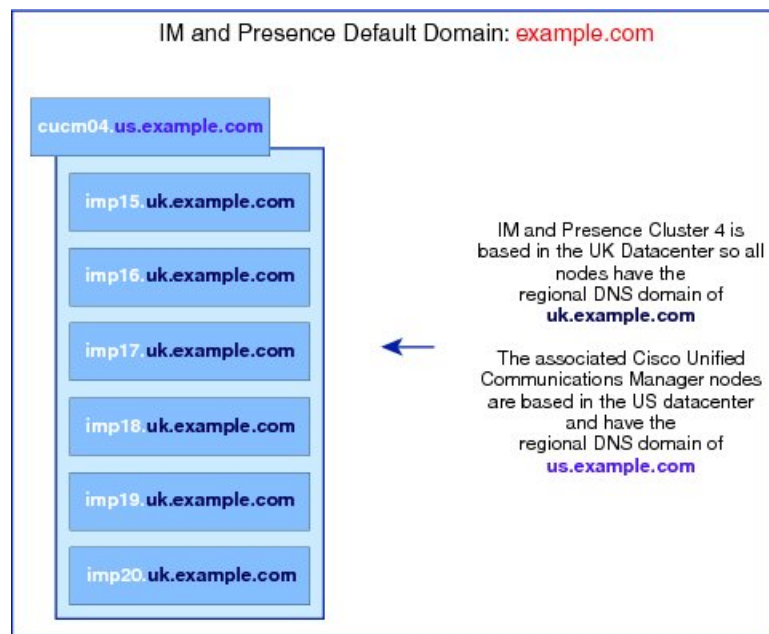 IM and Presence Default Domain: example.com
cucm04.us.example.com
imp15.uk.example.com
imp16.uk.example.com
imp17.uk.example.com
imp18.uk.example.com
imp19.uk.example.com
imp20.uk.example.com
IM and Presence Cluster 4 is
based in the UK Datacenter so all
nodes have the
regional DNS domain of
uk.example.com
The associated Cisco Unified
Communications Manager nodes
are based in the US datacenter
and have the
regional DNS domain of
us.example.com